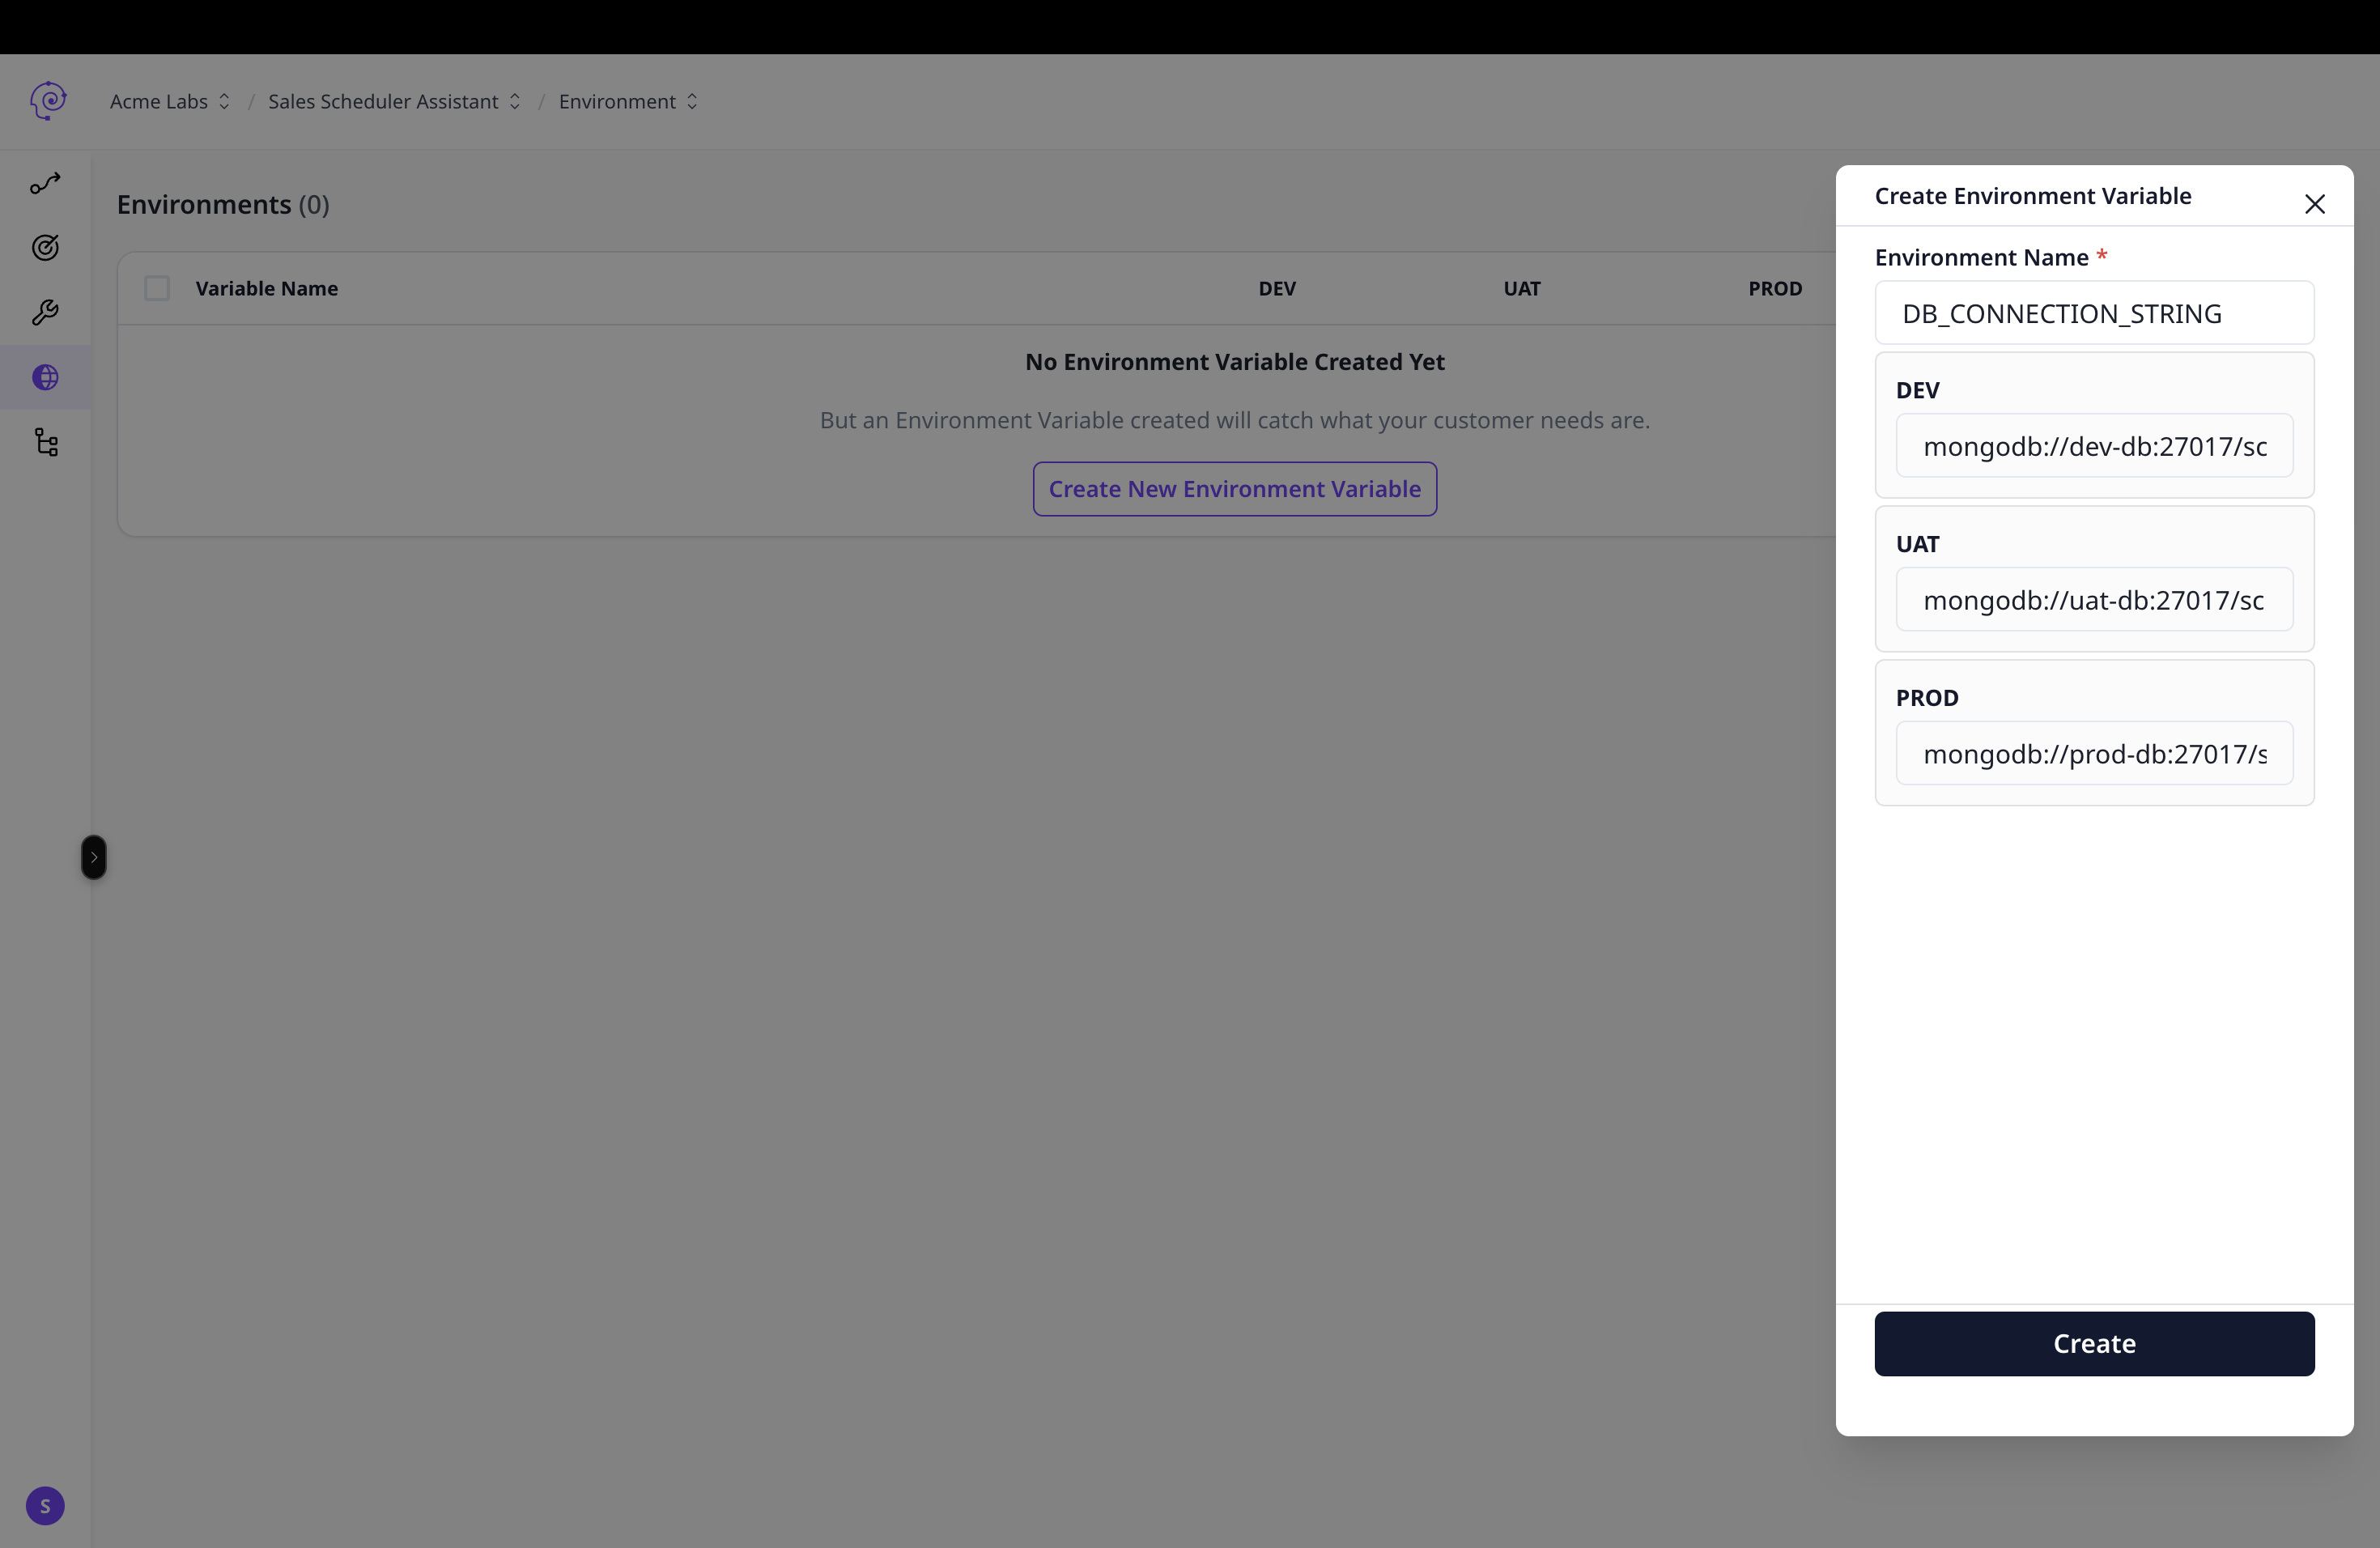 Acme Labs / Sales Scheduler Assistant / Environment
Environments (0)
Variable Name DEV UAT PROD
No Environment Variable Created Yet
But an Environment Variable created will catch what your customer needs are.
Create New Environment Variable
S
Create Environment Variable
Environment Name *
DB_CONNECTION_STRING
DEV
mongodb://dev-db:27017/sc
UAT
mongodb://uat-db:27017/sc
PROD
mongodb://prod-db:27017/s
Create